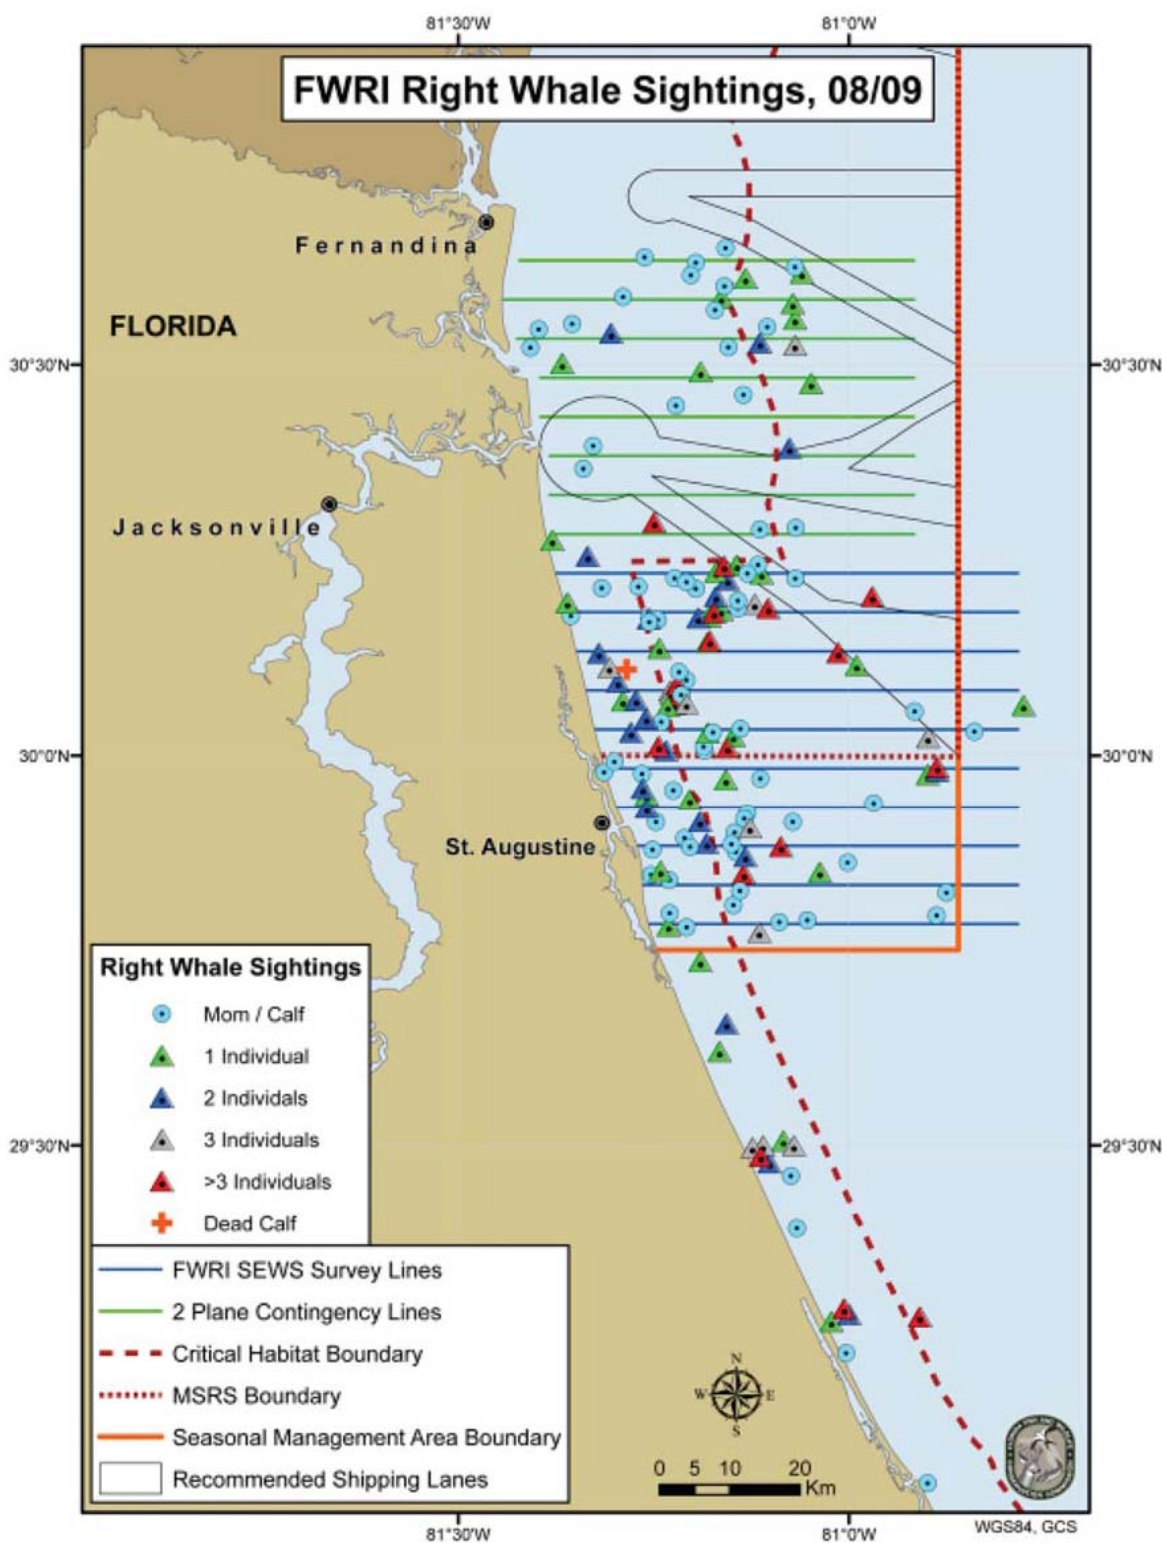 81°30'W
81°0'W
FWRI Right Whale Sightings, 08/09
Fernandina
FLORIDA
30°30'N
30°30'N
Jacksonville
30°0'N
30°0'N
St. Augustine
Right Whale Sightings
Mom / Calf
1 Individual
2 Individals
3 Individuals
>3 Individuals
Dead Calf
29°30'N
29°30'N
FWRI SEWS Survey Lines
2 Plane Contingency Lines
Critical Habitat Boundary
MSRS Boundary
Seasonal Management Area Boundary
Recommended Shipping Lanes
N
W E
S
0 5 10 20
Km
WGS84, GCS
81°30'W
81°0'W